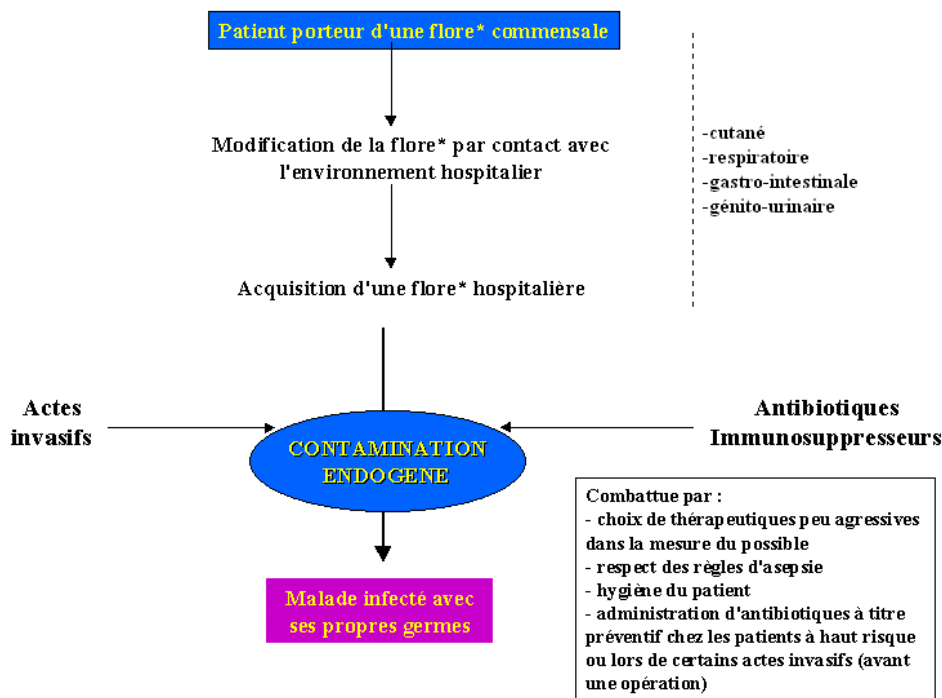 Patient porteur d'une flore* commensale
Modification de la flore* par contact avec
l'environnement hospitalier
-cutané
-respiratoire
-gastro-intestinale
-génito-urinaire
Acquisition d'une flore* hospitalière
Actes
invasifs
Antibiotiques
Immunosuppresseurs
CONTAMINATION
ENDOGENE
Combattue par :
- choix de thérapeutiques peu agressives
dans la mesure du possible
- respect des règles d'asepsie
- hygiène du patient
- administration d'antibiotiques à titre
préventif chez les patients à haut risque
ou lors de certains actes invasifs (avant
une opération)
Malade infecté avec
ses propres germes